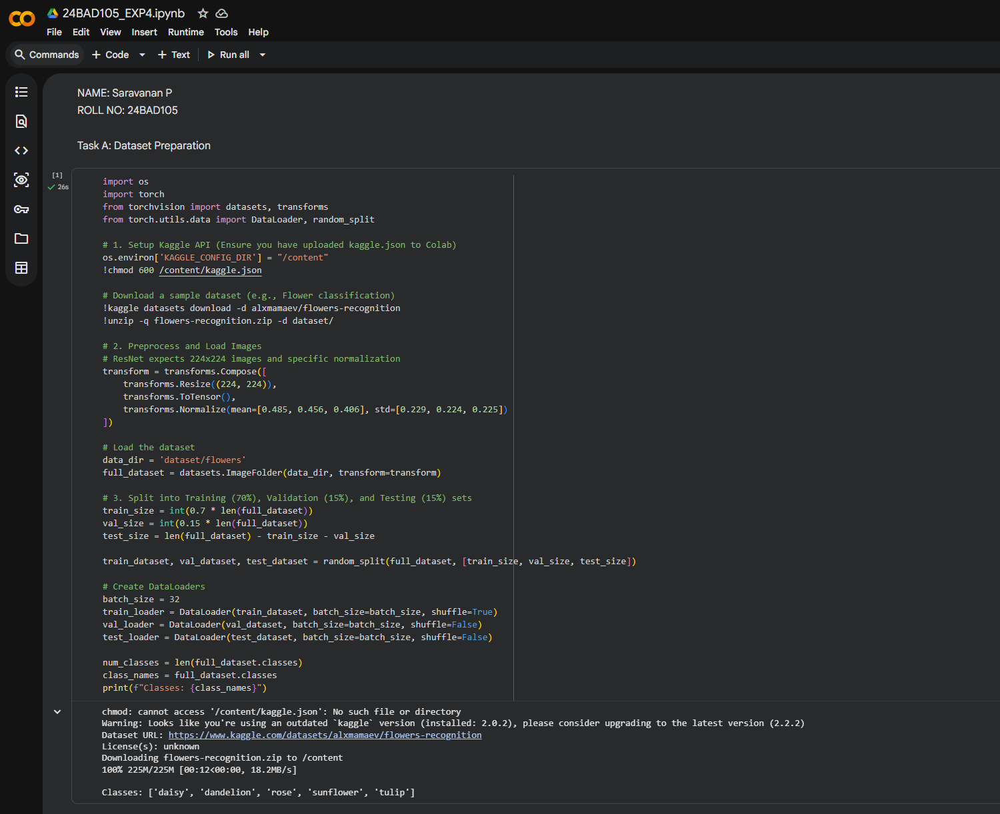 24BAD105_EXP4.ipynb
File Edit View Insert Runtime Tools Help
Commands + Code + Text Run all
NAME: Saravanan P
ROLL NO: 24BAD105
Task A: Dataset Preparation
[1]
26s
import os
import torch
from torchvision import datasets, transforms
from torch.utils.data import DataLoader, random_split
# 1. Setup Kaggle API (Ensure you have uploaded kaggle.json to Colab)
os.environ['KAGGLE_CONFIG_DIR'] = "/content"
!chmod 600 /content/kaggle.json
# Download a sample dataset (e.g., Flower classification)
!kaggle datasets download -d alxmamaev/flowers-recognition
!unzip -q flowers-recognition.zip -d dataset/
# 2. Preprocess and Load Images
# ResNet expects 224x224 images and specific normalization
transform = transforms.Compose([
    transforms.Resize((224, 224)),
    transforms.ToTensor(),
    transforms.Normalize(mean=[0.485, 0.456, 0.406], std=[0.229, 0.224, 0.225])
])
# Load the dataset
data_dir = 'dataset/flowers'
full_dataset = datasets.ImageFolder(data_dir, transform=transform)
# 3. Split into Training (70%), Validation (15%), and Testing (15%) sets
train_size = int(0.7 * len(full_dataset))
val_size = int(0.15 * len(full_dataset))
test_size = len(full_dataset) - train_size - val_size
train_dataset, val_dataset, test_dataset = random_split(full_dataset, [train_size, val_size, test_size])
# Create DataLoaders
batch_size = 32
train_loader = DataLoader(train_dataset, batch_size=batch_size, shuffle=True)
val_loader = DataLoader(val_dataset, batch_size=batch_size, shuffle=False)
test_loader = DataLoader(test_dataset, batch_size=batch_size, shuffle=False)
num_classes = len(full_dataset.classes)
class_names = full_dataset.classes
print(f"Classes: {class_names}")
chmod: cannot access '/content/kaggle.json': No such file or directory
Warning: Looks like you're using an outdated `kaggle` version (installed: 2.0.2), please consider upgrading to the latest version (2.2.2)
Dataset URL: https://www.kaggle.com/datasets/alxmamaev/flowers-recognition
License(s): unknown
Downloading flowers-recognition.zip to /content
100% 225M/225M [00:12<00:00, 18.2MB/s]
Classes: ['daisy', 'dandelion', 'rose', 'sunflower', 'tulip']